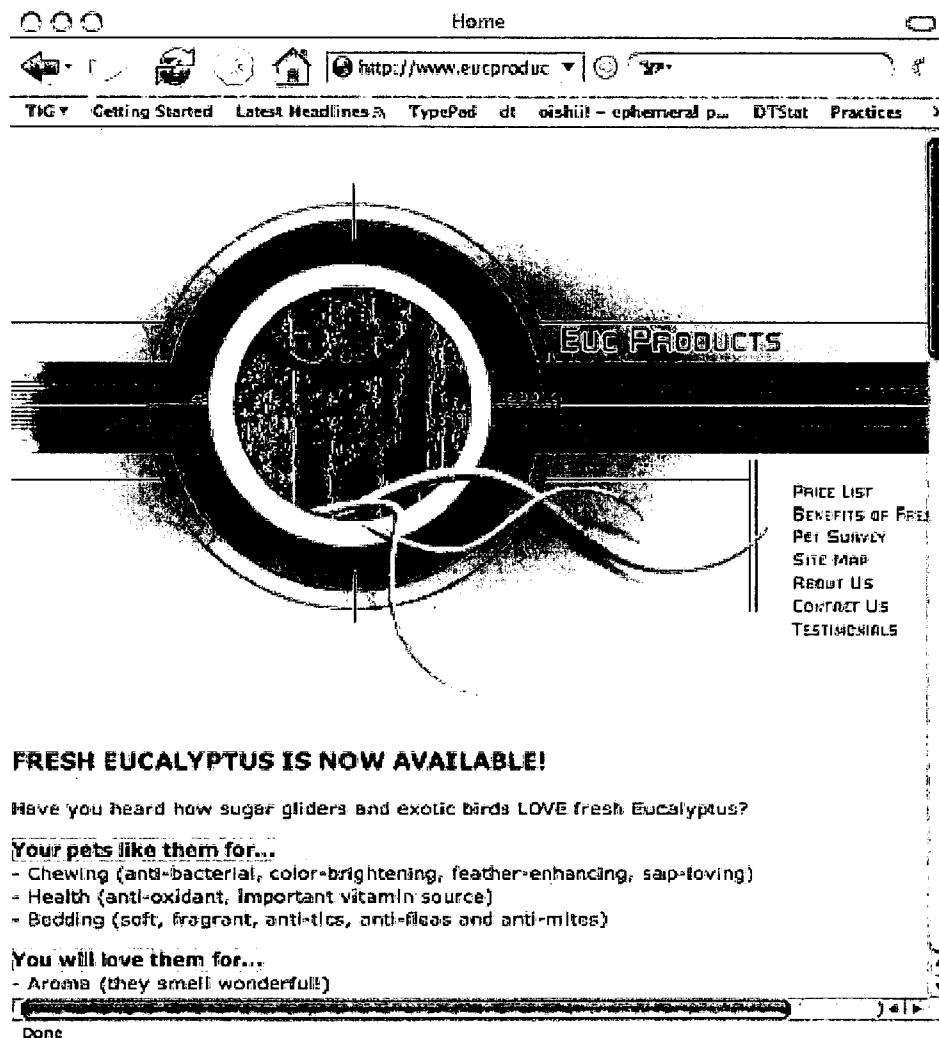 Home
http://www.eucproduc
TtG Getting Started Latest Headlines TypePad dt oishii! – ephemeral p... DTStat Practices
EUC PRODUCTS
PRICE LIST
BENEFITS OF FRES
PET SURVEY
SITE MAP
ABOUT US
CONTACT US
TESTIMONIALS
FRESH EUCALYPTUS IS NOW AVAILABLE!
Have you heard how sugar gliders and exotic birds LOVE fresh Eucalyptus?
Your pets like them for...
- Chewing (anti-bacterial, color-brightening, feather-enhancing, sap-loving)
- Health (anti-oxidant, important vitamin source)
- Bedding (soft, fragrant, anti-tics, anti-fleas and anti-mites)
You will love them for...
- Aroma (they smell wonderful!)
Done